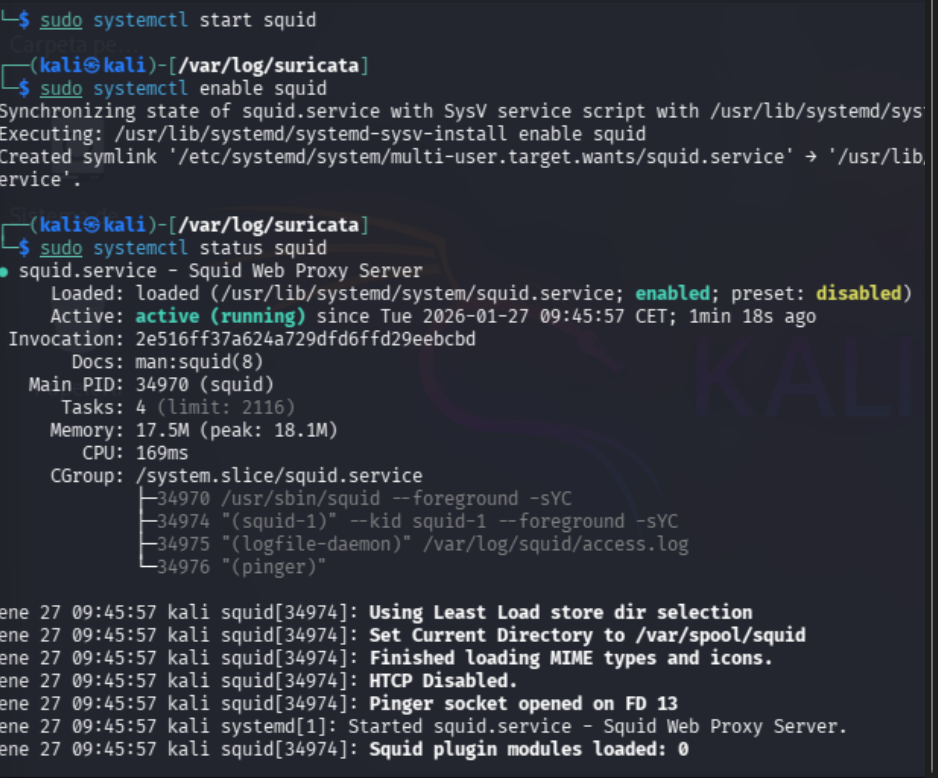 └─$ sudo systemctl start squid
Carpeta pe...
┌──(kali㉿kali)-[/var/log/suricata]
└─$ sudo systemctl enable squid
Synchronizing state of squid.service with SysV service script with /usr/lib/systemd/sys
Executing: /usr/lib/systemd/systemd-sysv-install enable squid
Created symlink '/etc/systemd/system/multi-user.target.wants/squid.service' → '/usr/lib/
ervice'.
┌──(kali㉿kali)-[/var/log/suricata]
└─$ sudo systemctl status squid
● squid.service - Squid Web Proxy Server
Loaded: loaded (/usr/lib/systemd/system/squid.service; enabled; preset: disabled)
Active: active (running) since Tue 2026-01-27 09:45:57 CET; 1min 18s ago
Invocation: 2e516ff37a624a729dfd6ffd29eebcbd
Docs: man:squid(8)
Main PID: 34970 (squid)
Tasks: 4 (limit: 2116)
Memory: 17.5M (peak: 18.1M)
CPU: 169ms
KALI
CGroup: /system.slice/squid.service
├─34970 /usr/sbin/squid --foreground -sYC
├─34974 "(squid-1)" --kid squid-1 --foreground -sYC
├─34975 "(logfile-daemon)" /var/log/squid/access.log
└─34976 "(pinger)"
ene 27 09:45:57 kali squid[34974]: Using Least Load store dir selection
ene 27 09:45:57 kali squid[34974]: Set Current Directory to /var/spool/squid
ene 27 09:45:57 kali squid[34974]: Finished loading MIME types and icons.
ene 27 09:45:57 kali squid[34974]: HTCP Disabled.
ene 27 09:45:57 kali squid[34974]: Pinger socket opened on FD 13
ene 27 09:45:57 kali systemd[1]: Started squid.service - Squid Web Proxy Server.
ene 27 09:45:57 kali squid[34974]: Squid plugin modules loaded: 0